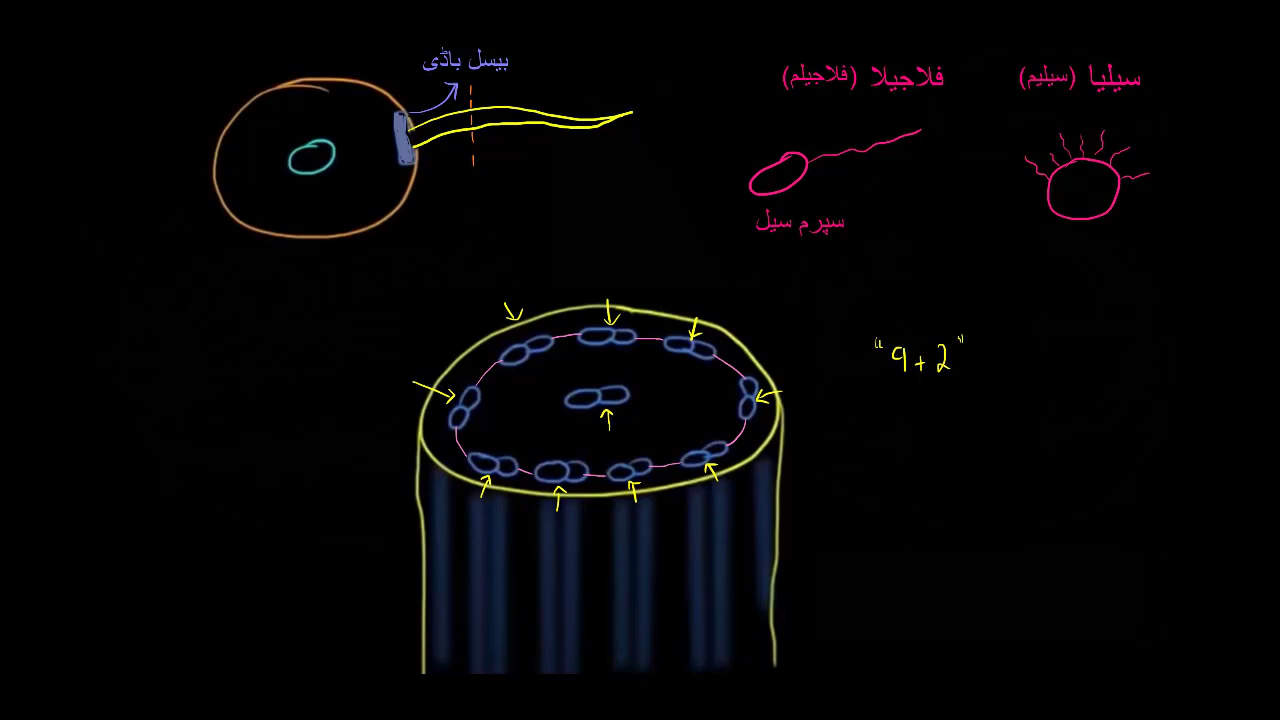 بیسل باڈی
سیلیا (سیلیم)
فلاجیلا (فلاجیلم)
سپرم سیل
"9+2"